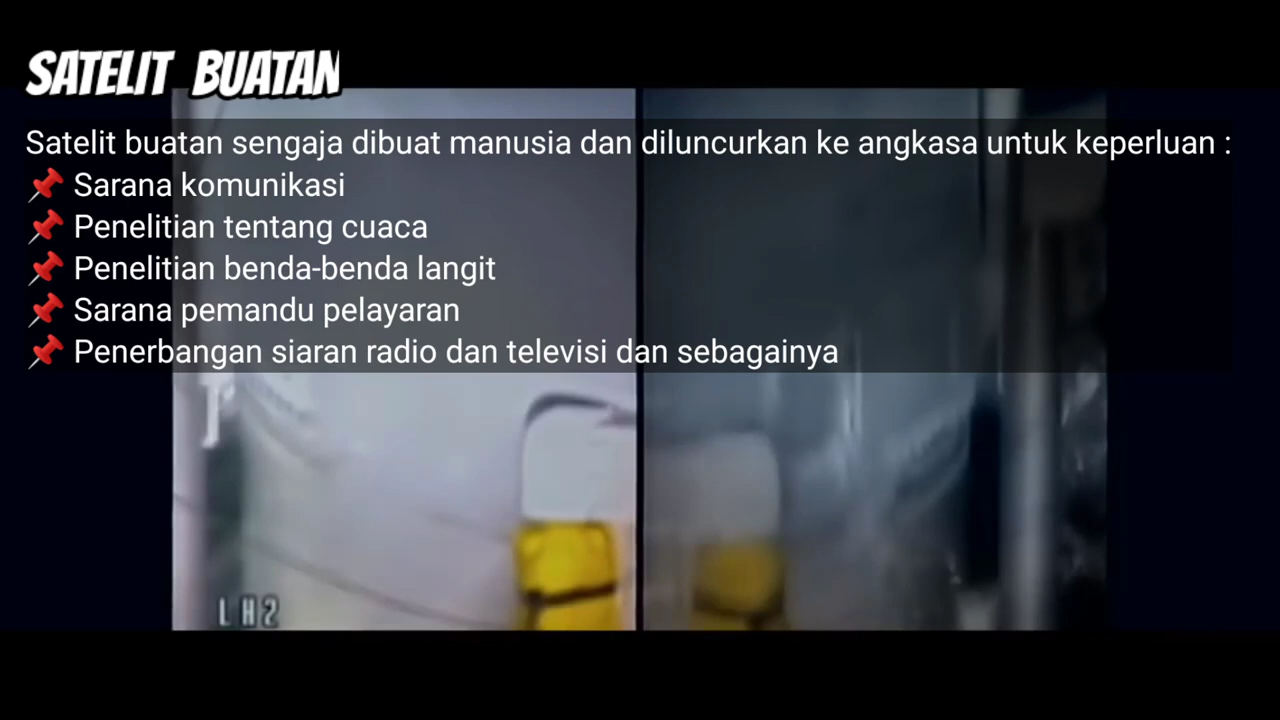 SATELIT BUATAN
Satelit buatan sengaja dibuat manusia dan diluncurkan ke angkasa untuk keperluan :
📌 Sarana komunikasi
📌 Penelitian tentang cuaca
📌 Penelitian benda-benda langit
📌 Sarana pemandu pelayaran
📌 Penerbangan siaran radio dan televisi dan sebagainya
LH2